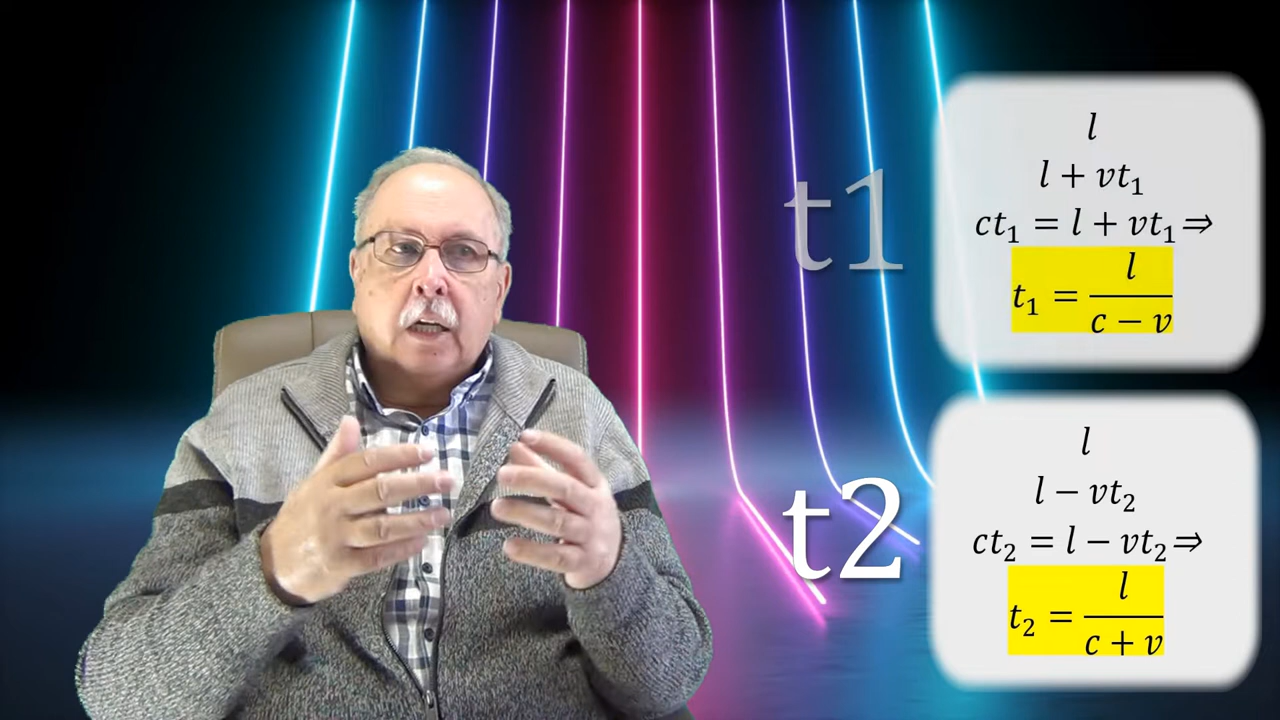 t1
l
l + vt₁
ct₁ = l + vt₁ ⇒
t₁ = l / (c − v)
t2
l
l − vt₂
ct₂ = l − vt₂ ⇒
t₂ = l / (c + v)